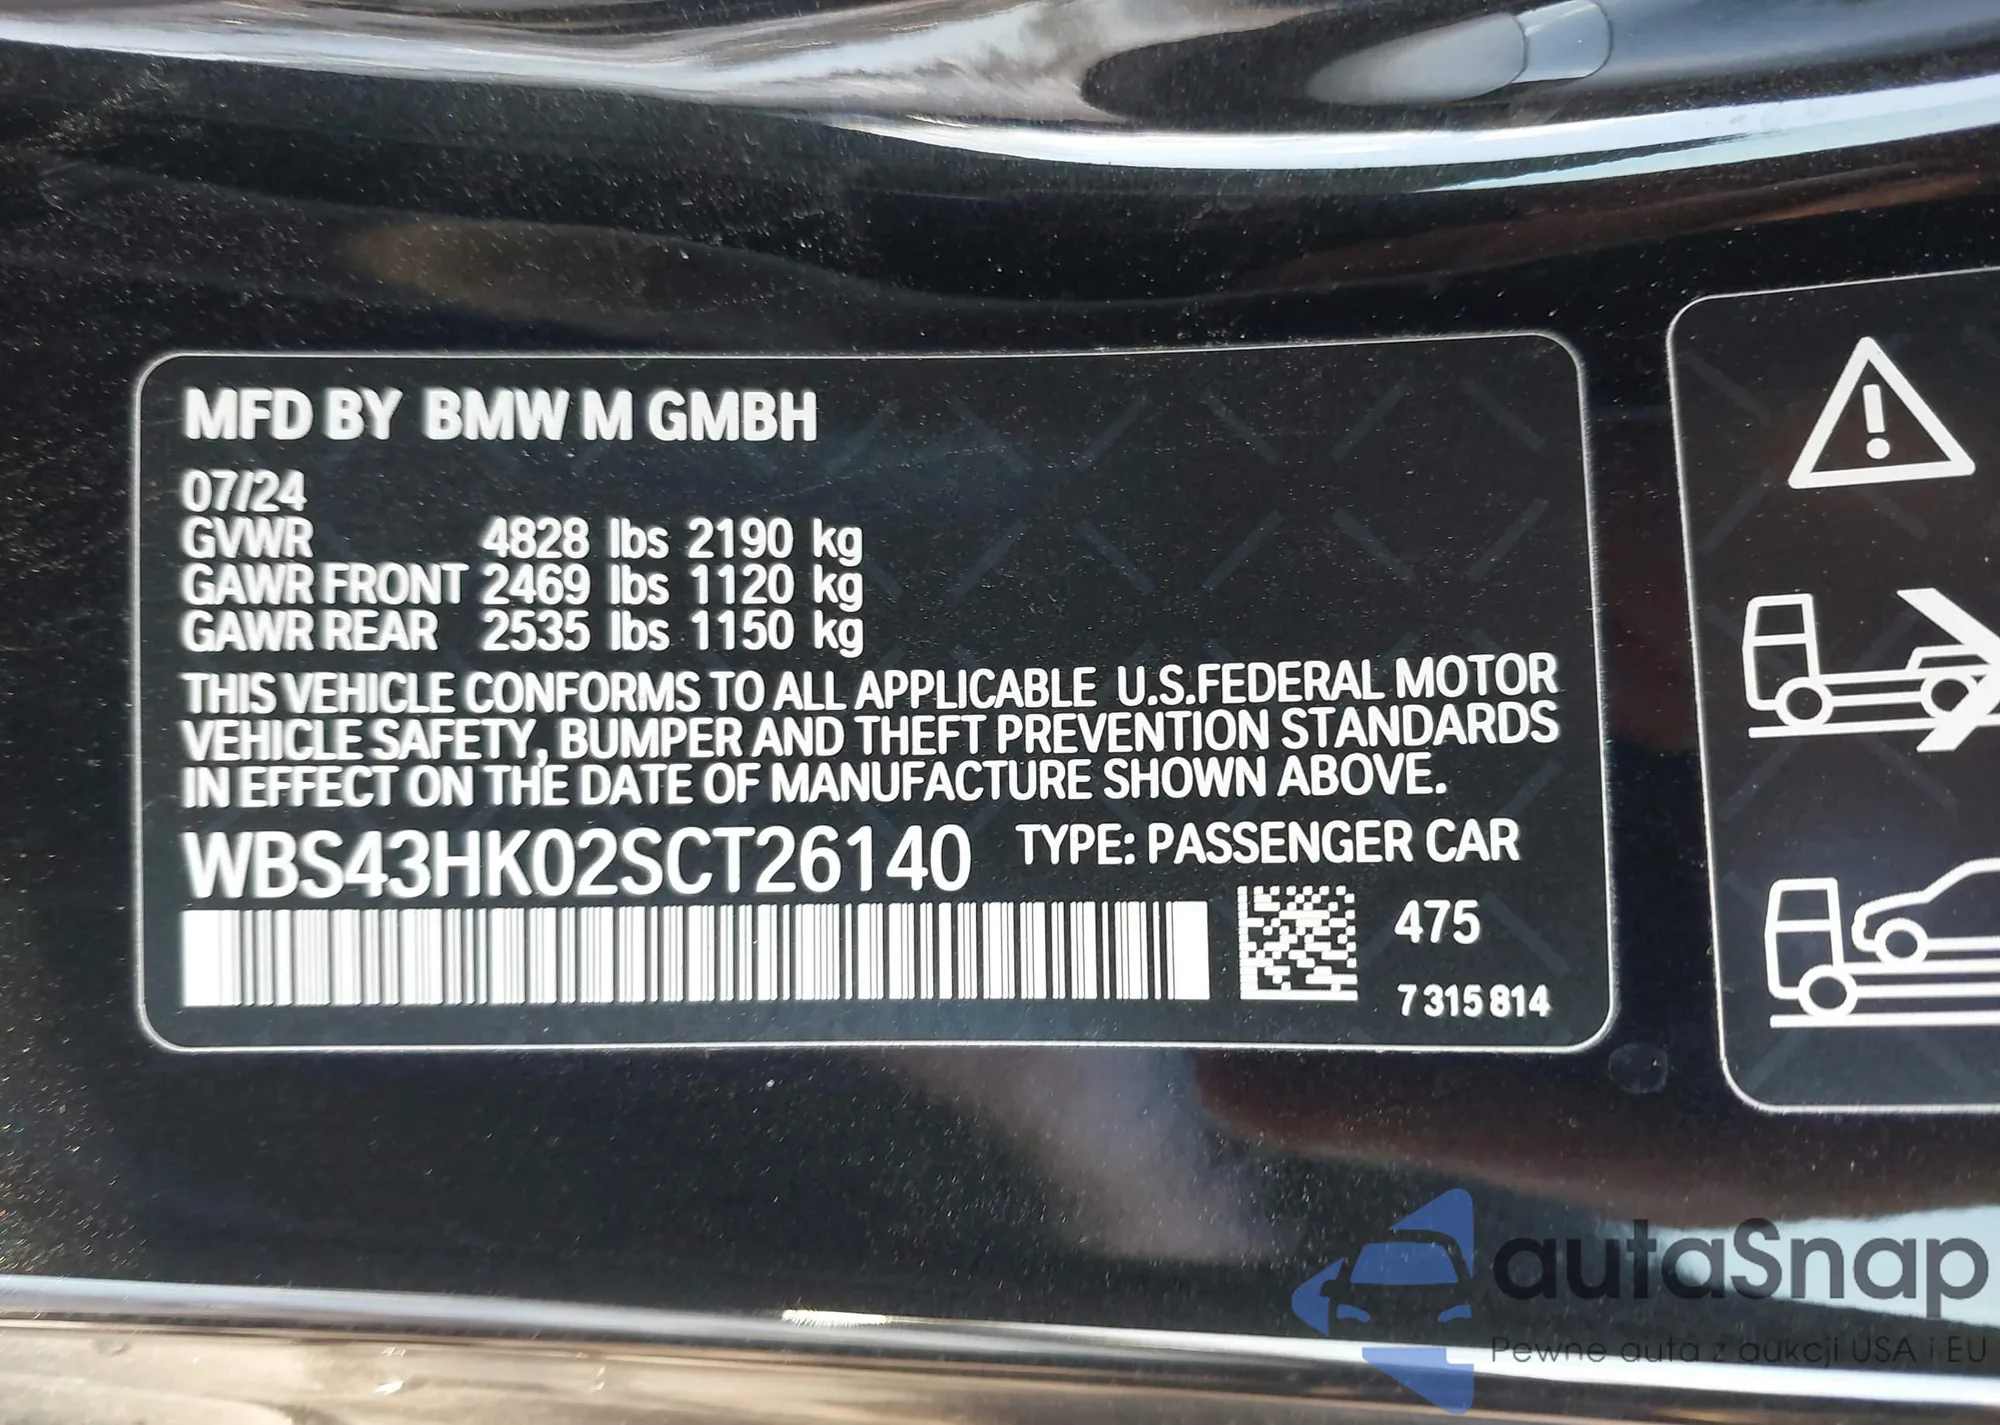 MFD BY BMW M GMBH
07/24
GVWR 4828 lbs 2190 kg
GAWR FRONT 2469 lbs 1120 kg
GAWR REAR 2535 lbs 1150 kg
THIS VEHICLE CONFORMS TO ALL APPLICABLE U.S.FEDERAL MOTOR
VEHICLE SAFETY, BUMPER AND THEFT PREVENTION STANDARDS
IN EFFECT ON THE DATE OF MANUFACTURE SHOWN ABOVE.
WBS43HK02SCT26140 TYPE: PASSENGER CAR
475
7 315 814
autaSnap
Pewne auta z aukcji USA i EU